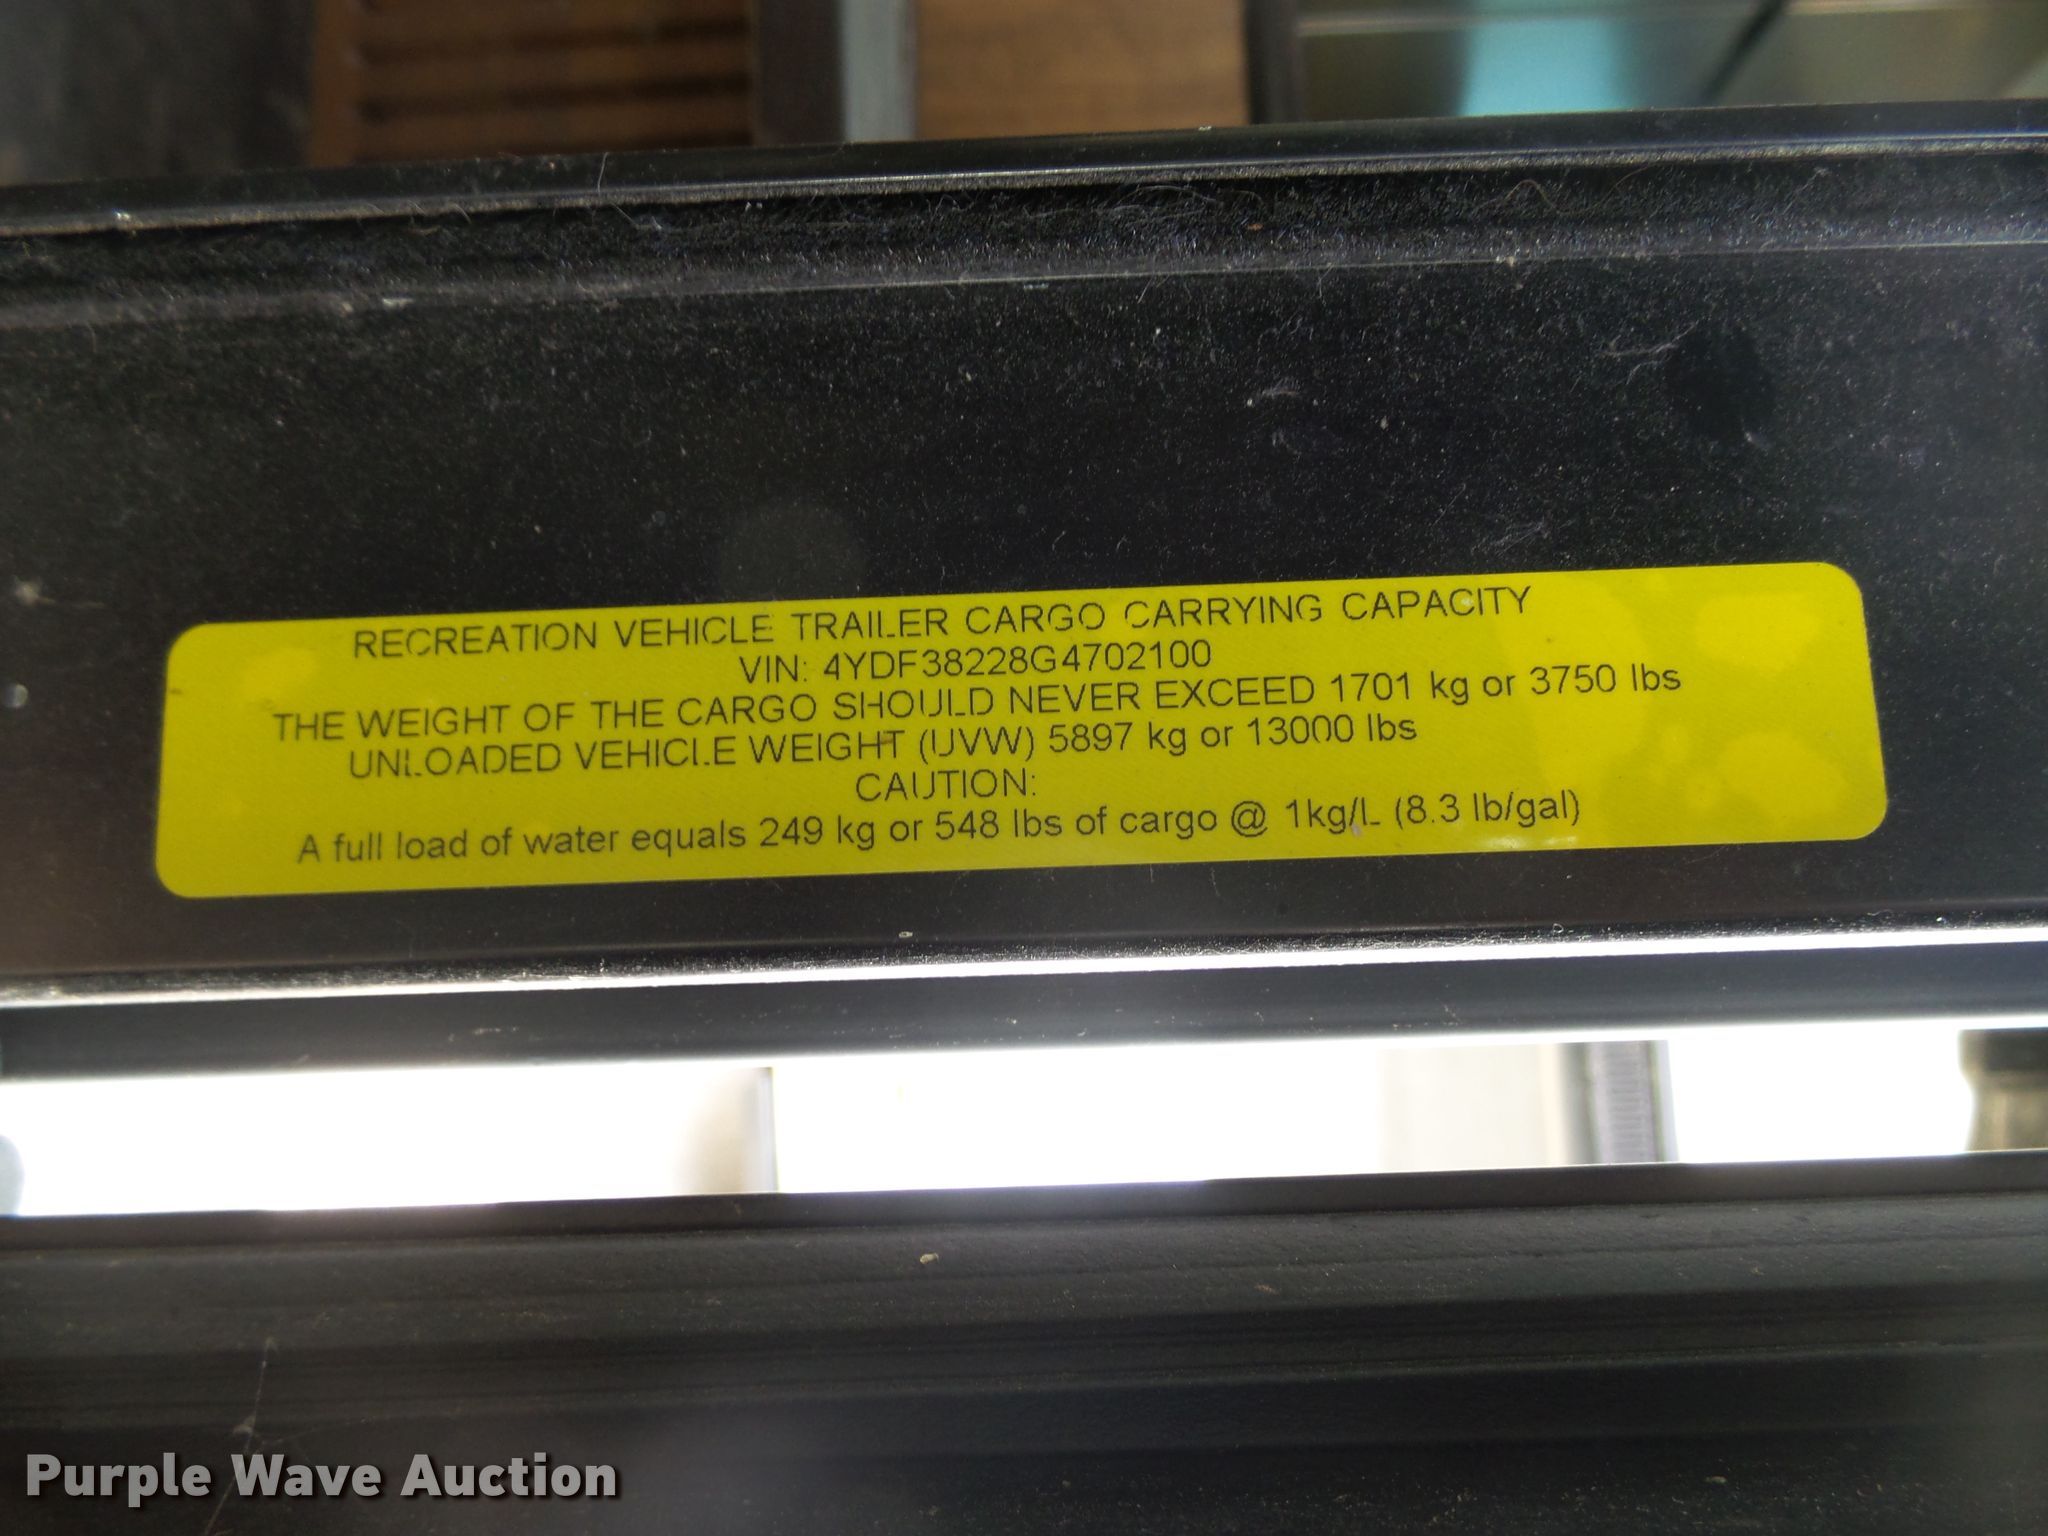 RECREATION VEHICLE TRAILER CARGO CARRYING CAPACITY
VIN: 4YDF38228G4702100
THE WEIGHT OF THE CARGO SHOULD NEVER EXCEED 1701 kg or 3750 lbs
UNLOADED VEHICLE WEIGHT (UVW) 5897 kg or 13000 lbs
CAUTION:
A full load of water equals 249 kg or 548 lbs of cargo @ 1kg/L (8.3 lb/gal)
Purple Wave Auction